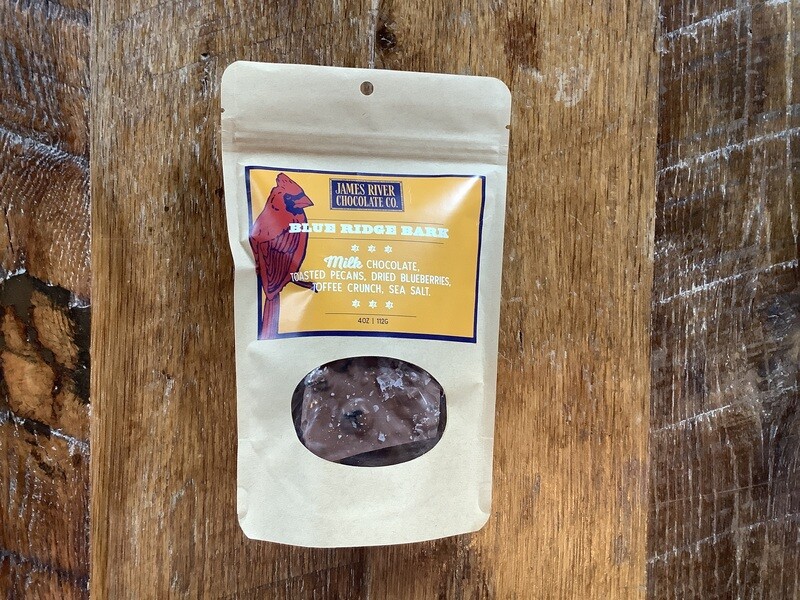 JAMES RIVER
CHOCOLATE CO.
BLUE RIDGE BARK
Milk CHOCOLATE,
TOASTED PECANS, DRIED BLUEBERRIES,
TOFFEE CRUNCH, SEA SALT.
4OZ | 112G